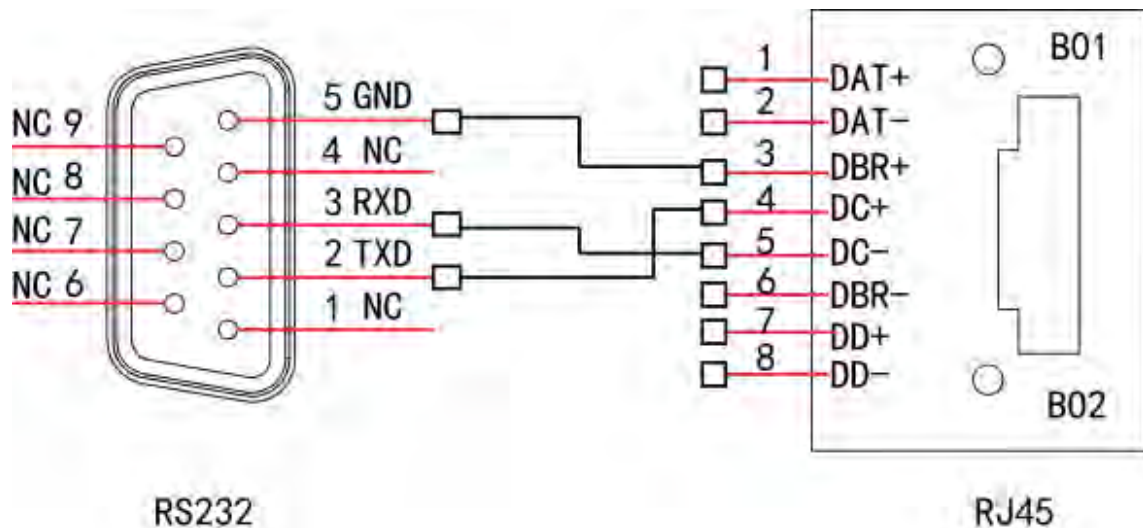 NC 9
NC 8
NC 7
NC 6
5 GND
4 NC
3 RXD
2 TXD
1 NC
1 DAT+
2 DAT-
3 DBR+
4 DC+
5 DC-
6 DBR-
7 DD+
8 DD-
B01
B02
RS232
RJ45